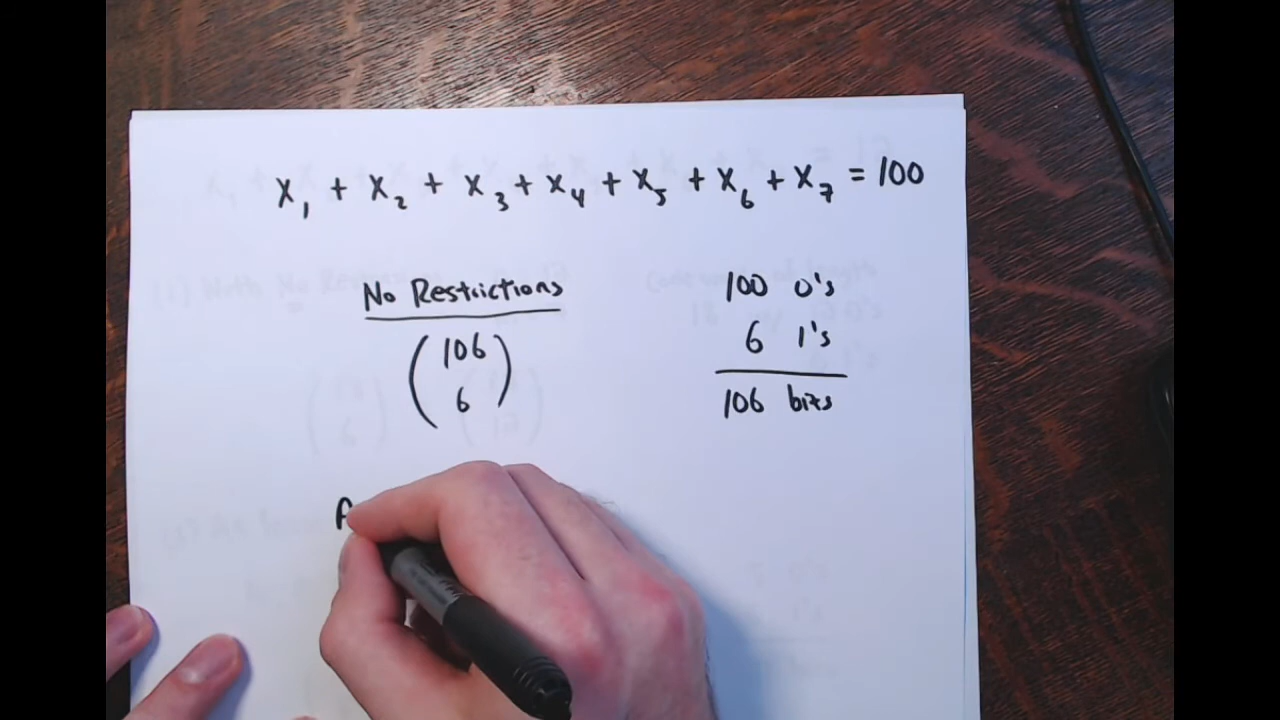 X₁ + X₂ + X₃ + X₄ + X₅ + X₆ + X₇ = 100
No Restrictions
(106
6)
100 0's
6 1's
106 bits